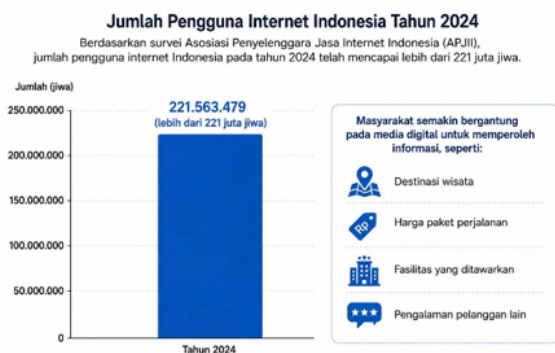 Jumlah Pengguna Internet Indonesia Tahun 2024
Berdasarkan survei Asosiasi Penyelenggara Jasa Internet Indonesia (APJII),
jumlah pengguna internet Indonesia pada tahun 2024 telah mencapai lebih dari 221 juta jiwa.
Jumlah (jiwa)
250.000.000
200.000.000
150.000.000
100.000.000
50.000.000
0
221.563.479
(lebih dari 221 juta jiwa)
Tahun 2024
Masyarakat semakin bergantung
pada media digital untuk memperoleh
informasi, seperti:
Destinasi wisata
Rp
Harga paket perjalanan
Fasilitas yang ditawarkan
Pengalaman pelanggan lain